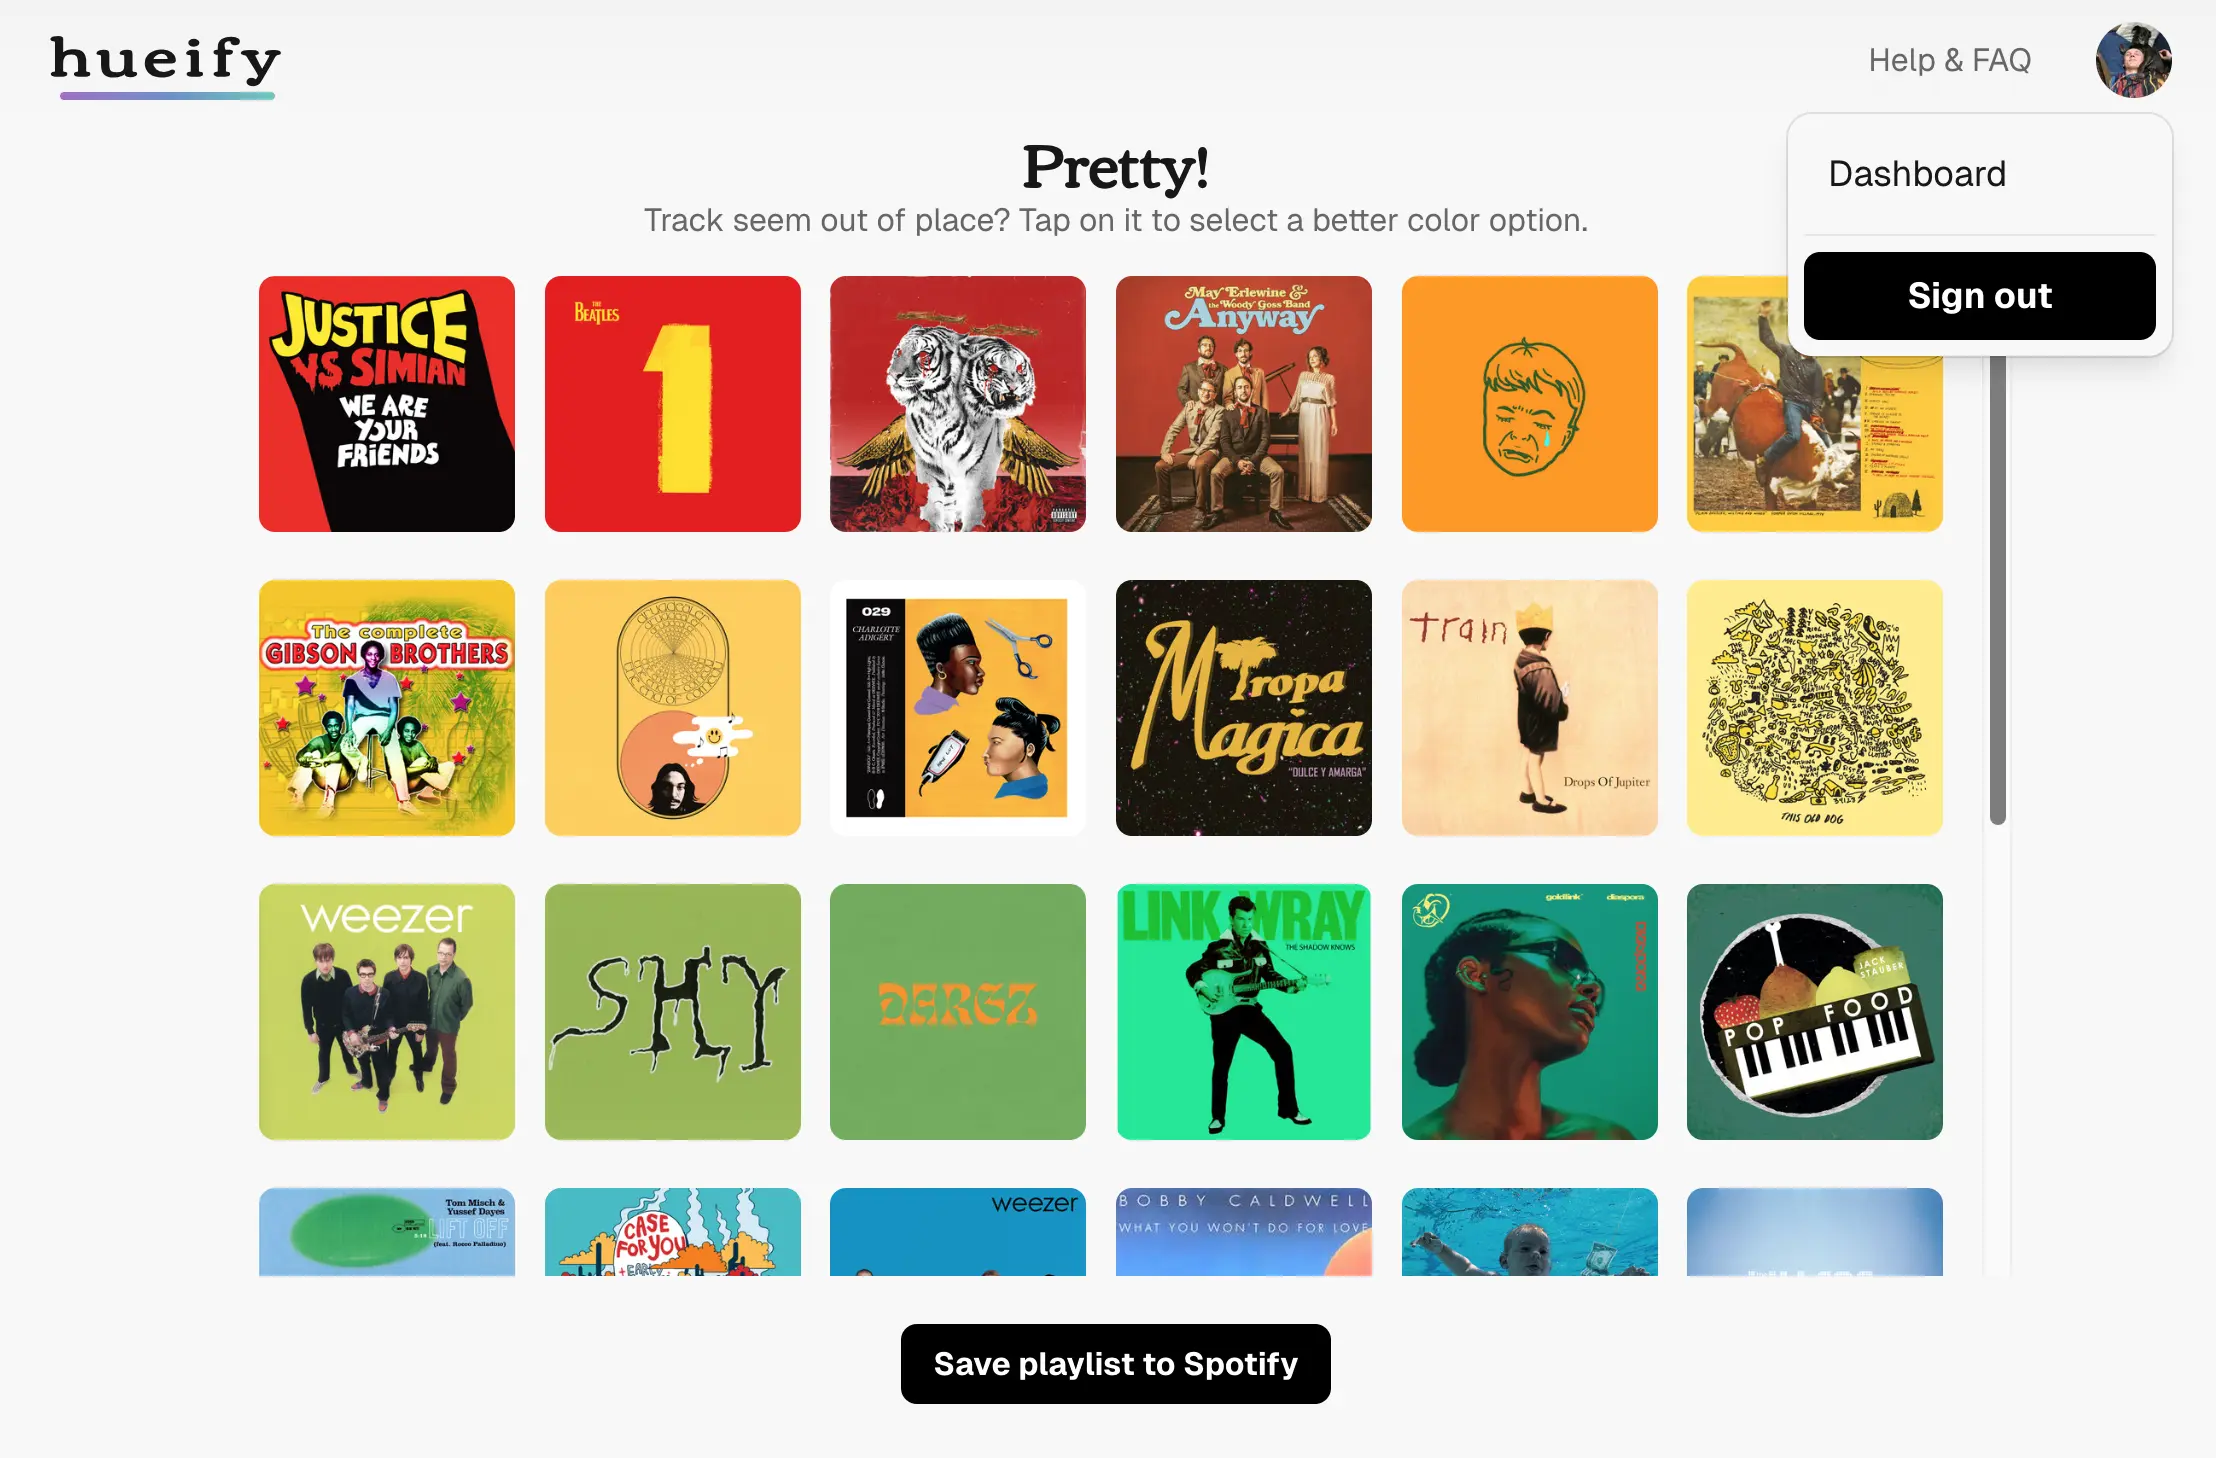 hueify
Help & FAQ
Dashboard
Sign out
Pretty!
Track seem out of place? Tap on it to select a better color option.
JUSTICE
VS SIMIAN
WE ARE
YOUR
FRiENDS
THE
BEATLES
1
May Erlewine &
the Woody Goss Band
Anyway
The complete
GIBSON BROTHERS
029
CHARLOTTE
ADIGÉRY
Tropa
Magica
"DULCE Y AMARGA"
train
Drops Of Jupiter
THIS OLD DOG
weezer
SHY
DARGZ
LINK WRAY
THE SHADOW KNOWS
goldlink
diaspora
JACK
STAUBER
POP FOOD
Tom Misch &
Yussef Dayes
LIFT OFF
(feat. Rocco Palladino)
CASE
FOR YOU
+ EARLY
weezer
BOBBY CALDWELL
WHAT YOU WON'T DO FOR LOVE
Save playlist to Spotify